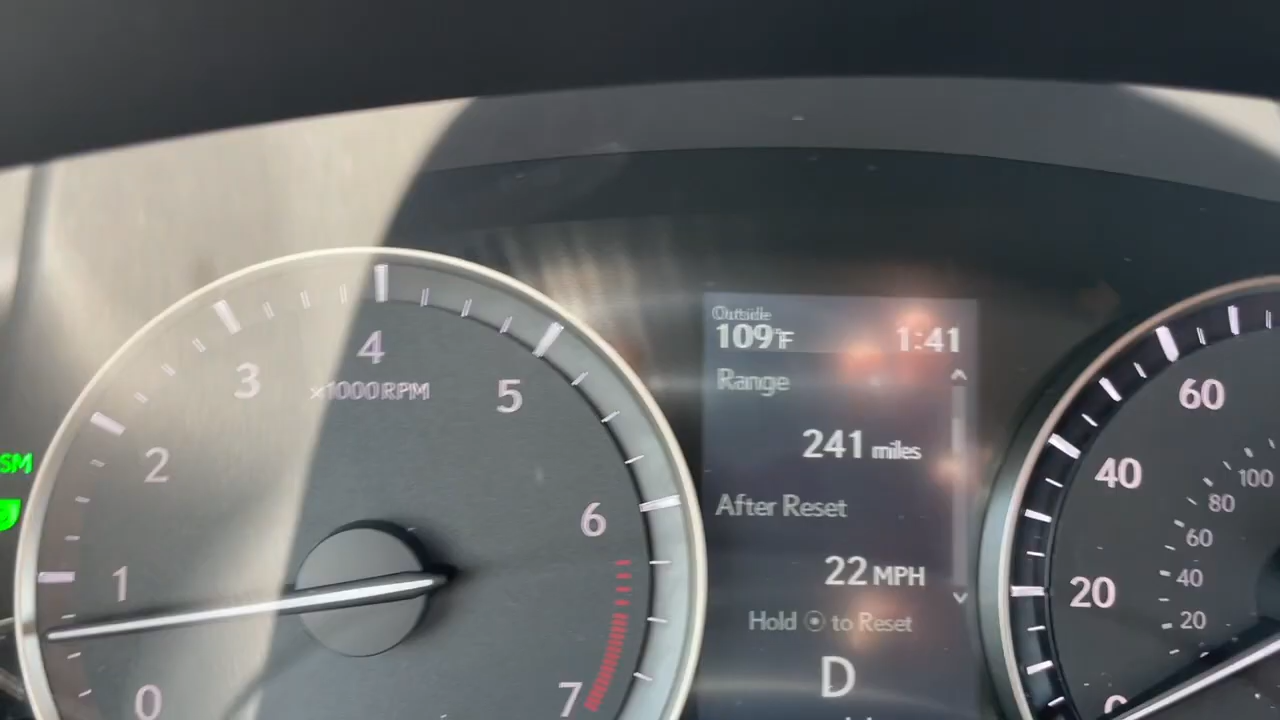 Outside
109°F 1:41
Range
241 miles
After Reset
22 MPH
Hold to Reset
D
SM
4
3
×1000RPM
5
2
6
1
0
7
60
40
100
80
60
40
20
20
0